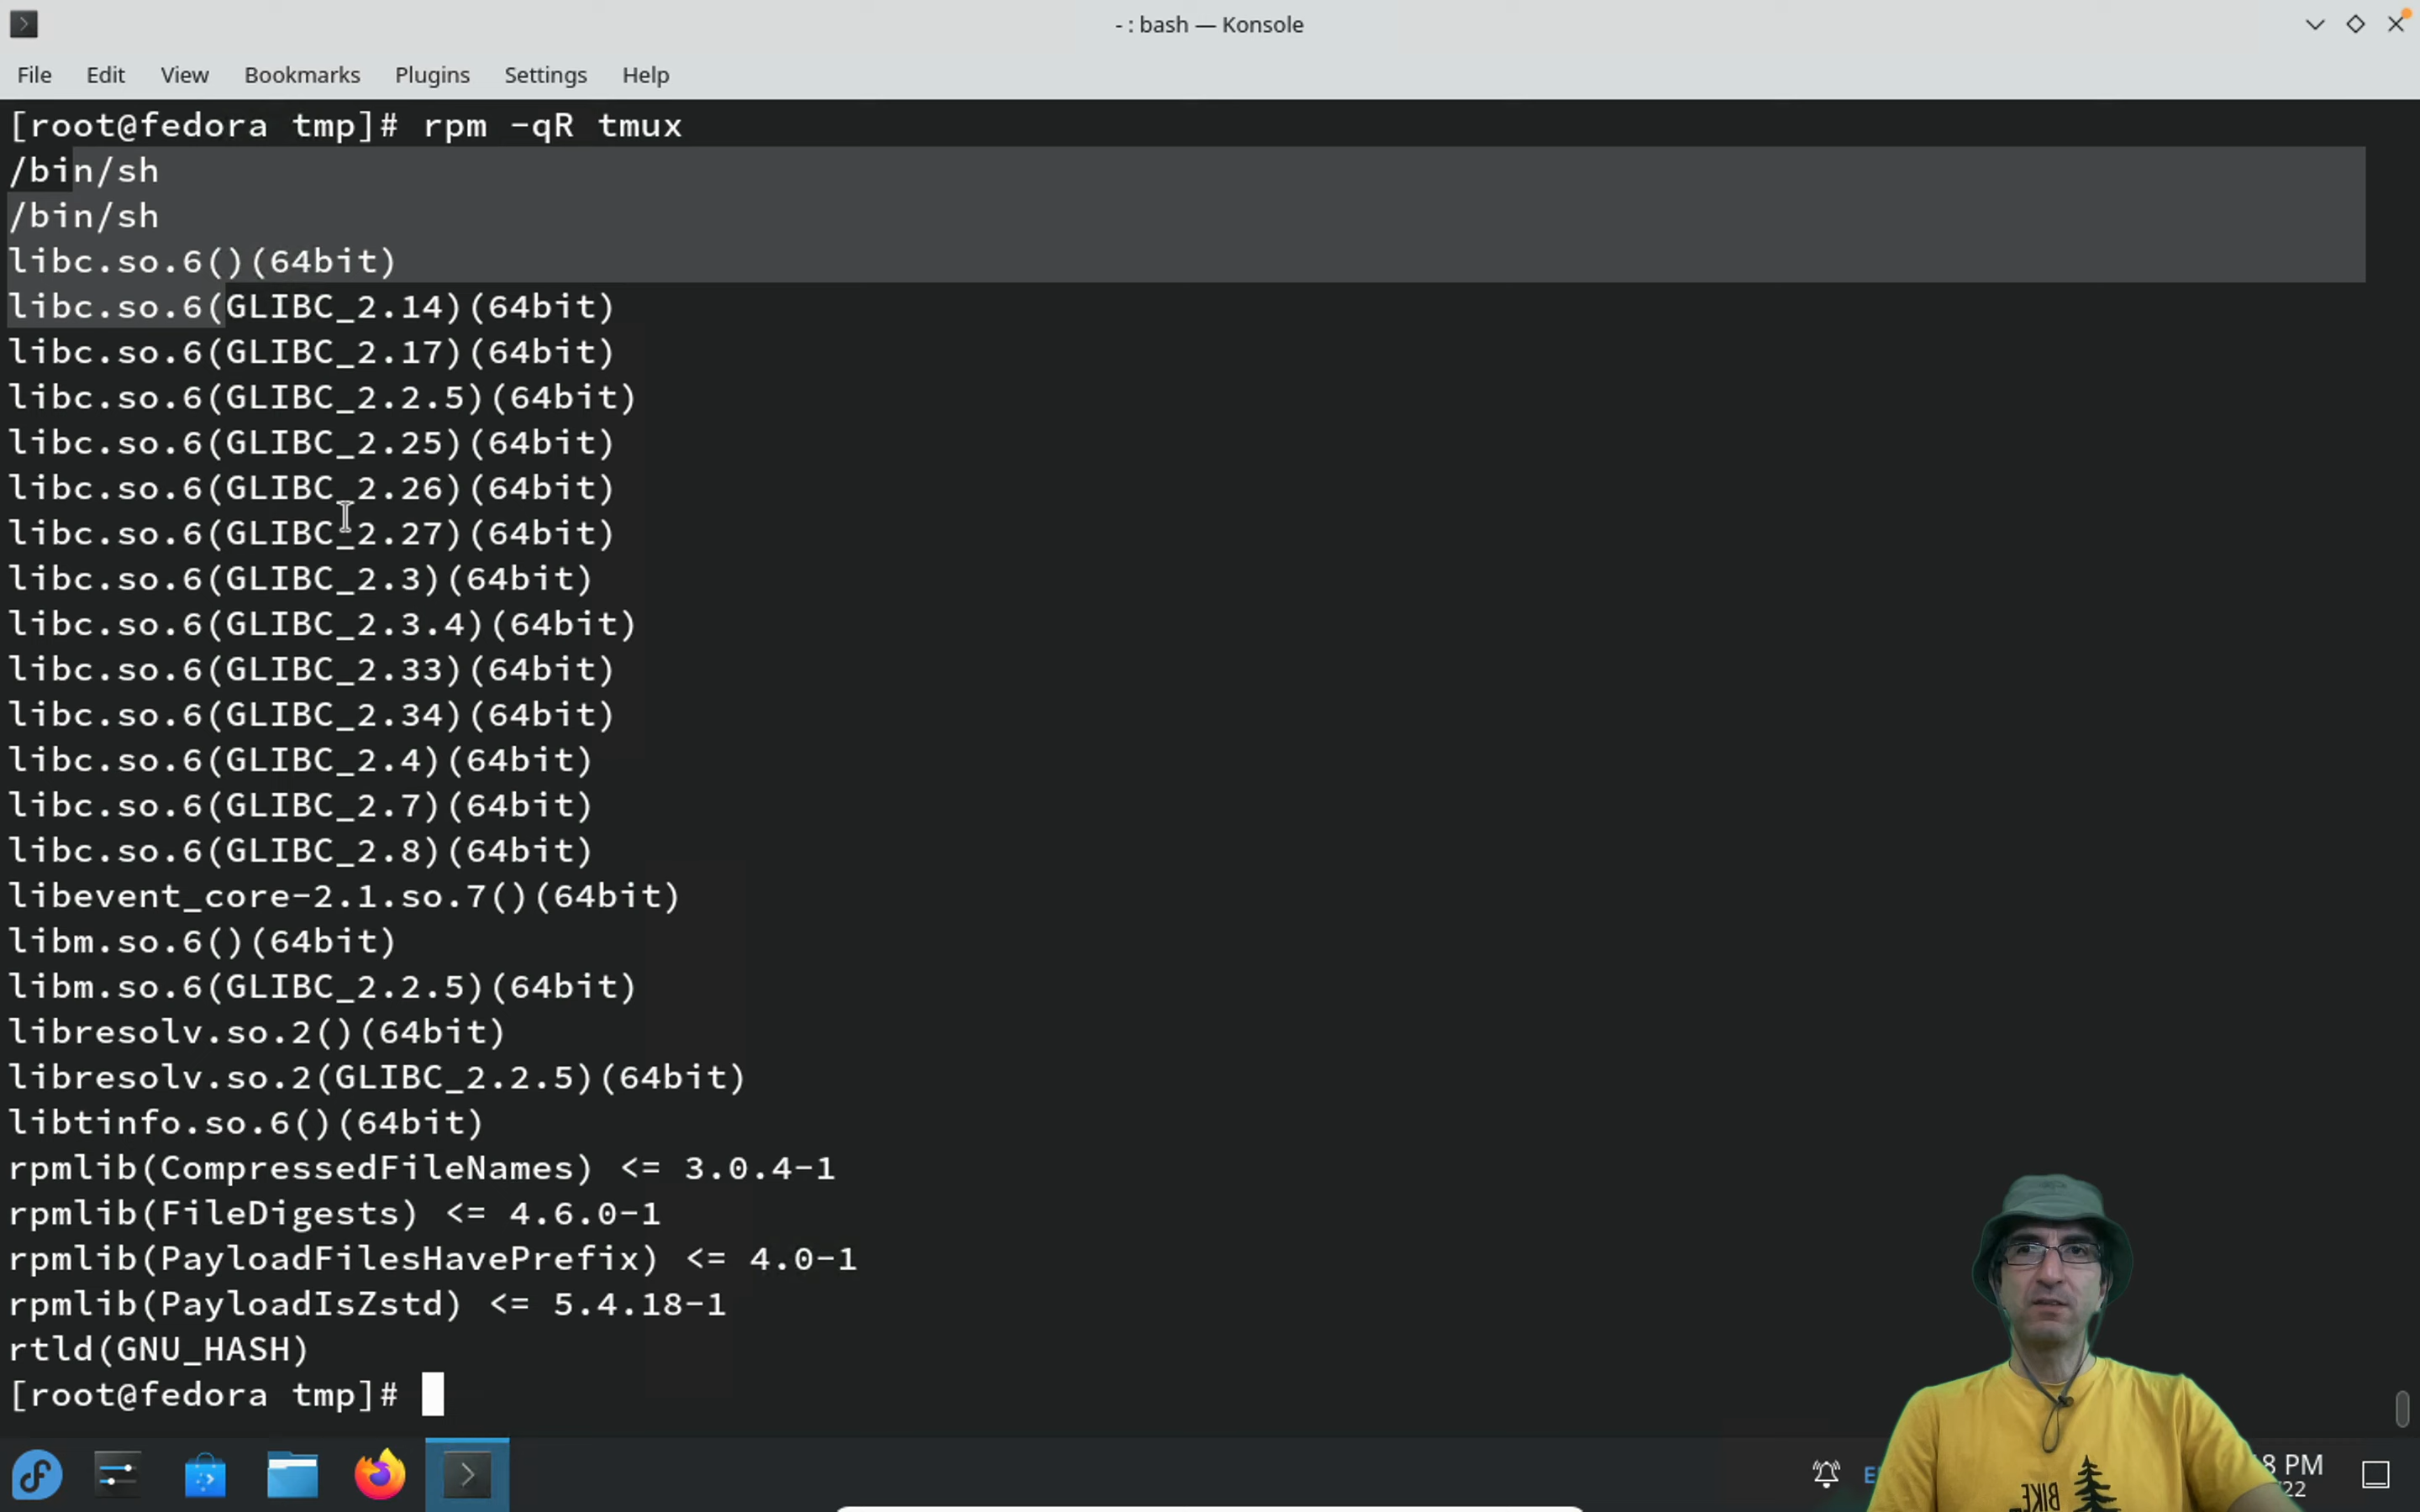 - : bash — Konsole
File Edit View Bookmarks Plugins Settings Help
[root@fedora tmp]# rpm -qR tmux
/bin/sh
/bin/sh
libc.so.6()(64bit)
libc.so.6(GLIBC_2.14)(64bit)
libc.so.6(GLIBC_2.17)(64bit)
libc.so.6(GLIBC_2.2.5)(64bit)
libc.so.6(GLIBC_2.25)(64bit)
libc.so.6(GLIBC_2.26)(64bit)
libc.so.6(GLIBC_2.27)(64bit)
libc.so.6(GLIBC_2.3)(64bit)
libc.so.6(GLIBC_2.3.4)(64bit)
libc.so.6(GLIBC_2.33)(64bit)
libc.so.6(GLIBC_2.34)(64bit)
libc.so.6(GLIBC_2.4)(64bit)
libc.so.6(GLIBC_2.7)(64bit)
libc.so.6(GLIBC_2.8)(64bit)
libevent_core-2.1.so.7()(64bit)
libm.so.6()(64bit)
libm.so.6(GLIBC_2.2.5)(64bit)
libresolv.so.2()(64bit)
libresolv.so.2(GLIBC_2.2.5)(64bit)
libtinfo.so.6()(64bit)
rpmlib(CompressedFileNames) <= 3.0.4-1
rpmlib(FileDigests) <= 4.6.0-1
rpmlib(PayloadFilesHavePrefix) <= 4.0-1
rpmlib(PayloadIsZstd) <= 5.4.18-1
rtld(GNU_HASH)
[root@fedora tmp]#
8 PM
22
BIKE